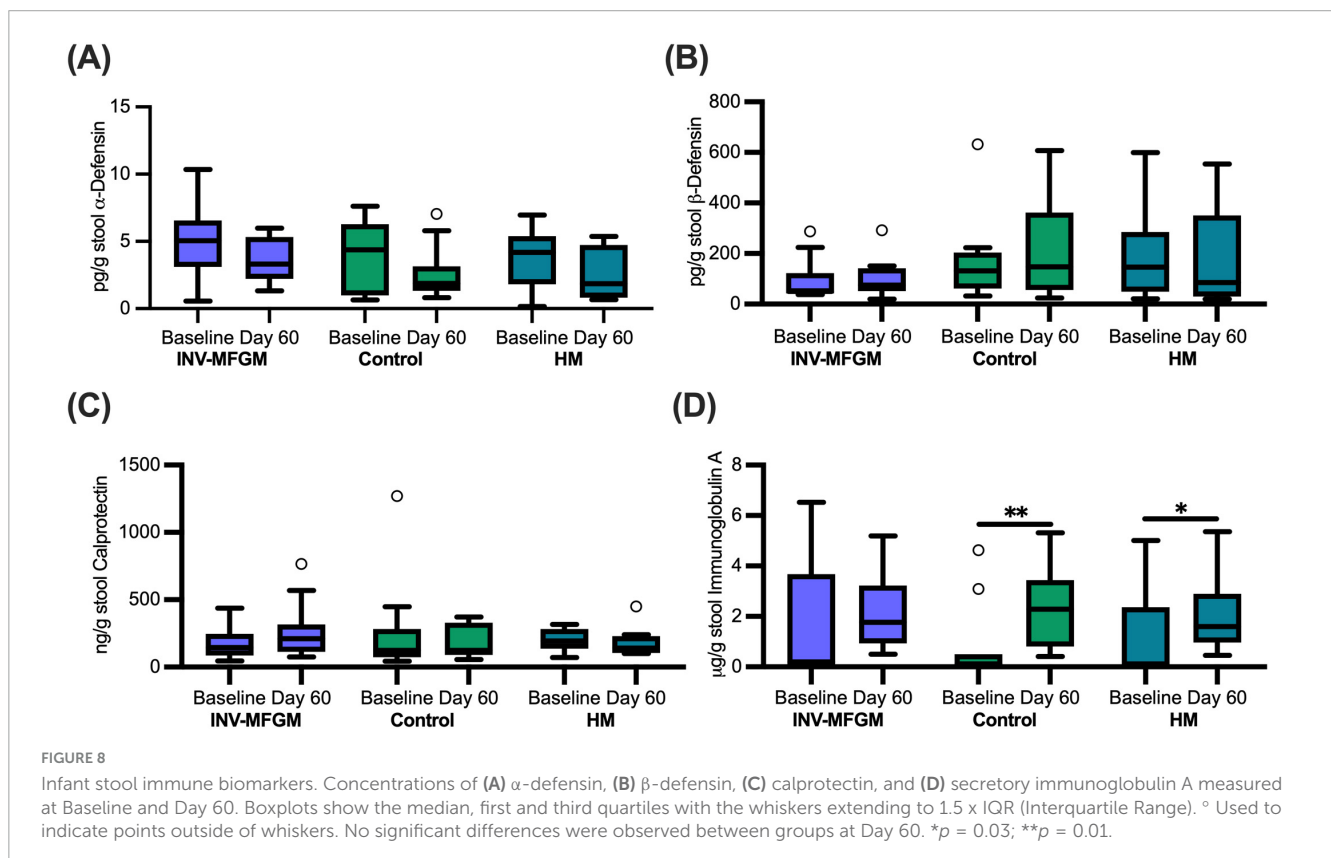 (A)
pg/g stool α-Defensin
15
10
5
0
Baseline Day 60 Baseline Day 60 Baseline Day 60
INV-MFGM Control HM
(B)
pg/g stool β-Defensin
800
600
400
200
0
Baseline Day 60 Baseline Day 60 Baseline Day 60
INV-MFGM Control HM
(C)
ng/g stool Calprotectin
1500
1000
500
0
Baseline Day 60 Baseline Day 60 Baseline Day 60
INV-MFGM Control HM
(D)
μg/g stool Immunoglobulin A
8
6
4
2
0
**
*
Baseline Day 60 Baseline Day 60 Baseline Day 60
INV-MFGM Control HM
FIGURE 8
Infant stool immune biomarkers. Concentrations of (A) α-defensin, (B) β-defensin, (C) calprotectin, and (D) secretory immunoglobulin A measured
at Baseline and Day 60. Boxplots show the median, first and third quartiles with the whiskers extending to 1.5 x IQR (Interquartile Range). ° Used to
indicate points outside of whiskers. No significant differences were observed between groups at Day 60. *p = 0.03; **p = 0.01.